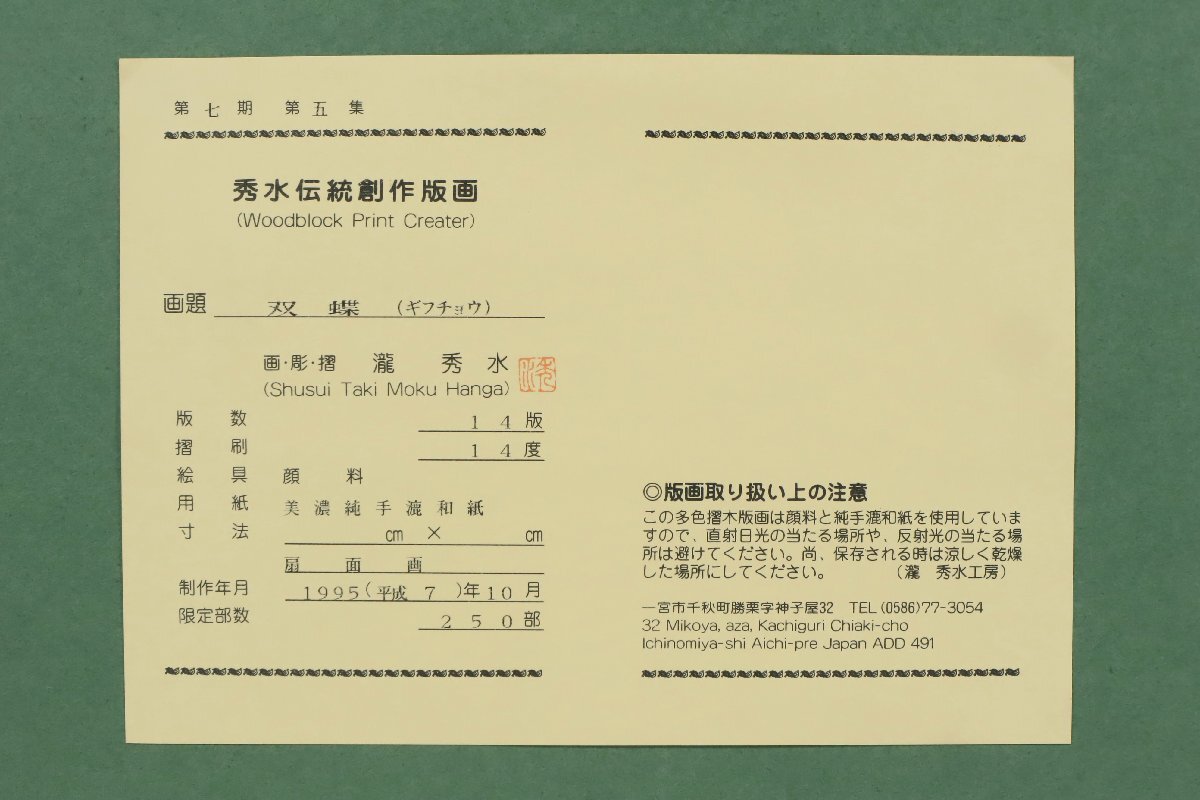 第七期 第五集
秀水伝統創作版画
(Woodblock Print Creater)
画題 双 蝶 (ギフチョウ)
画・彫・摺 瀧 秀 水
(Shusui Taki Moku Hanga)
版 数 14版
摺 刷 14度
絵 具 顔 料
用 紙 美濃純手漉和紙
寸 法 cm × cm
扇 面 画
制作年月 1995(平成 7 )年10月
限定部数 250部
◎版画取り扱い上の注意
この多色摺木版画は顔料と純手漉和紙を使用していま
すので、直射日光の当たる場所や、反射光の当たる場
所は避けてください。尚、保存される時は涼しく乾燥
した場所にしてください。 (瀧 秀水工房)
一宮市千秋町勝栗字神子屋32 TEL(0586)77-3054
32 Mikoya, aza, Kachiguri Chiaki-cho
Ichinomiya-shi Aichi-pre Japan ADD 491